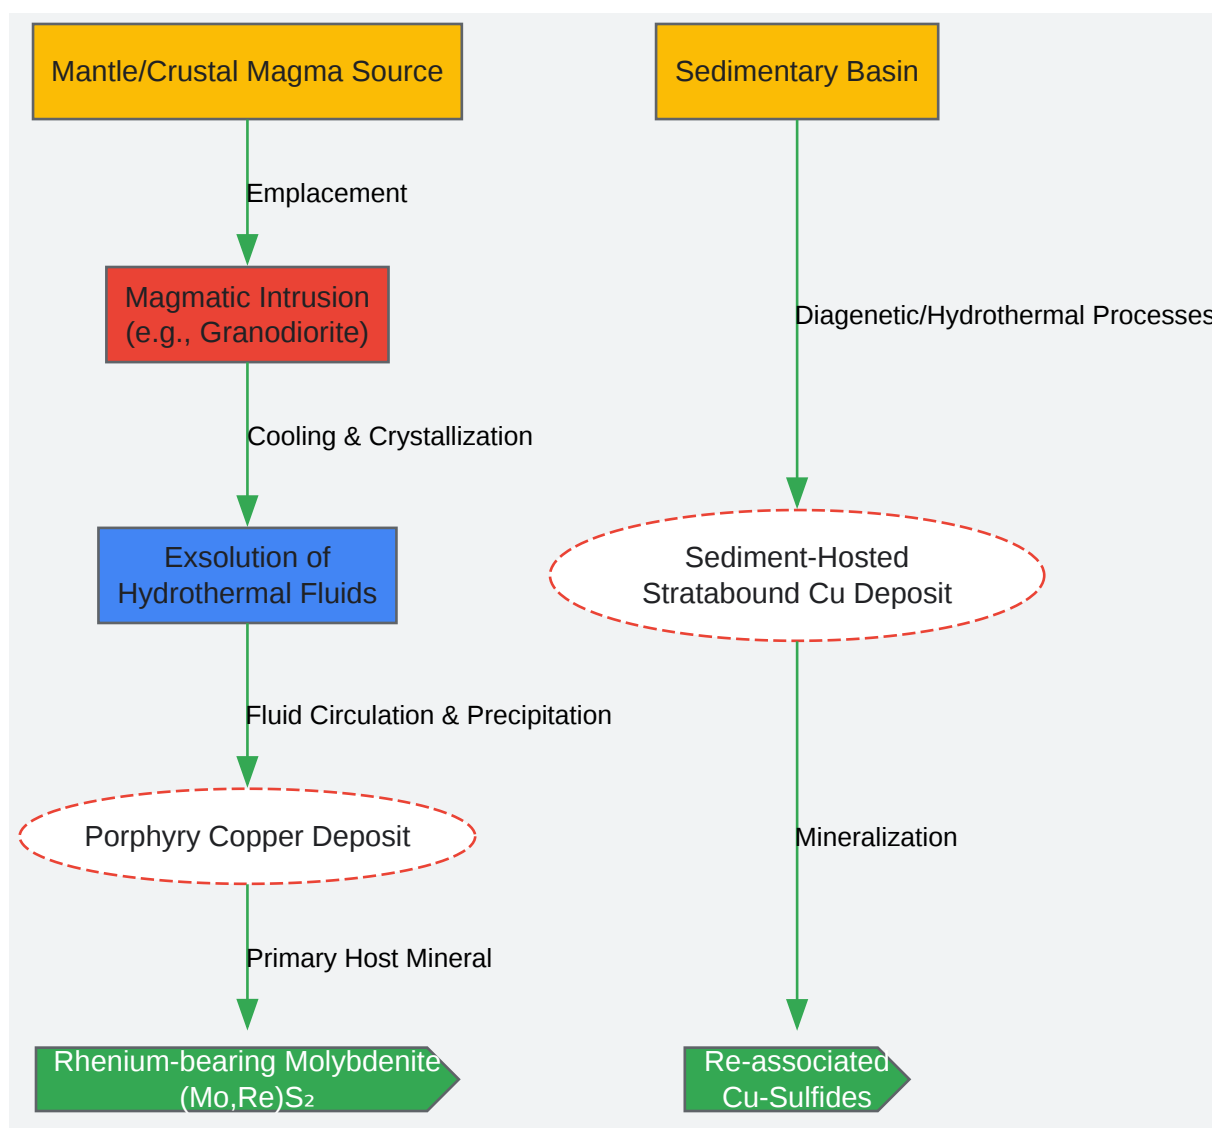 Mantle/Crustal Magma Source
Emplacement
Magmatic Intrusion
(e.g., Granodiorite)
Cooling & Crystallization
Exsolution of
Hydrothermal Fluids
Fluid Circulation & Precipitation
Porphyry Copper Deposit
Primary Host Mineral
Rhenium-bearing Molybdenite
(Mo,Re)S₂
Sedimentary Basin
Diagenetic/Hydrothermal Processes
Sediment-Hosted
Stratabound Cu Deposit
Mineralization
Re-associated
Cu-Sulfides